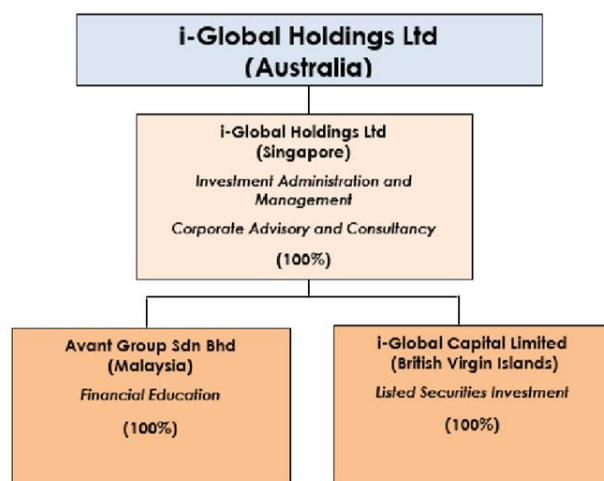 i-Global Holdings Ltd
(Australia)
i-Global Holdings Ltd
(Singapore)
Investment Administration and
Management
Corporate Advisory and Consultancy
(100%)
Avant Group Sdn Bhd
(Malaysia)
Financial Education
(100%)
i-Global Capital Limited
(British Virgin Islands)
Listed Securities Investment
(100%)